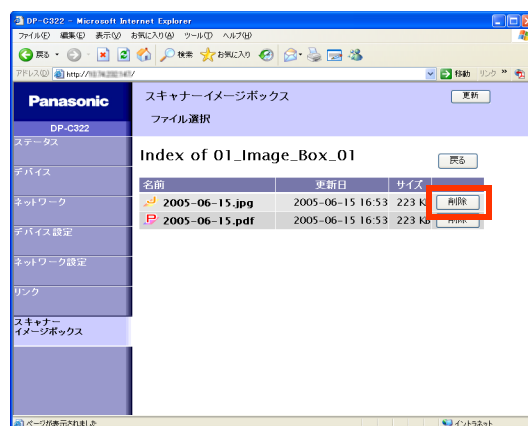 DP-C322 - Microsoft Internet Explorer
ファイル(F) 編集(E) 表示(V) お気に入り(A) ツール(T) ヘルプ(H)
戻る 検索 お気に入り
アドレス(D) http:// 移動 リンク »
Panasonic
DP-C322
ステータス
デバイス
ネットワーク
デバイス設定
ネットワーク設定
リンク
スキャナー
イメージボックス
スキャナーイメージボックス 更新
ファイル選択
Index of 01_Image_Box_01
戻る
名前 更新日 サイズ
2005-06-15.jpg 2005-06-15 16:53 223 K 削除
2005-06-15.pdf 2005-06-15 16:53 223 KB 削除
ページが表示されました イントラネット